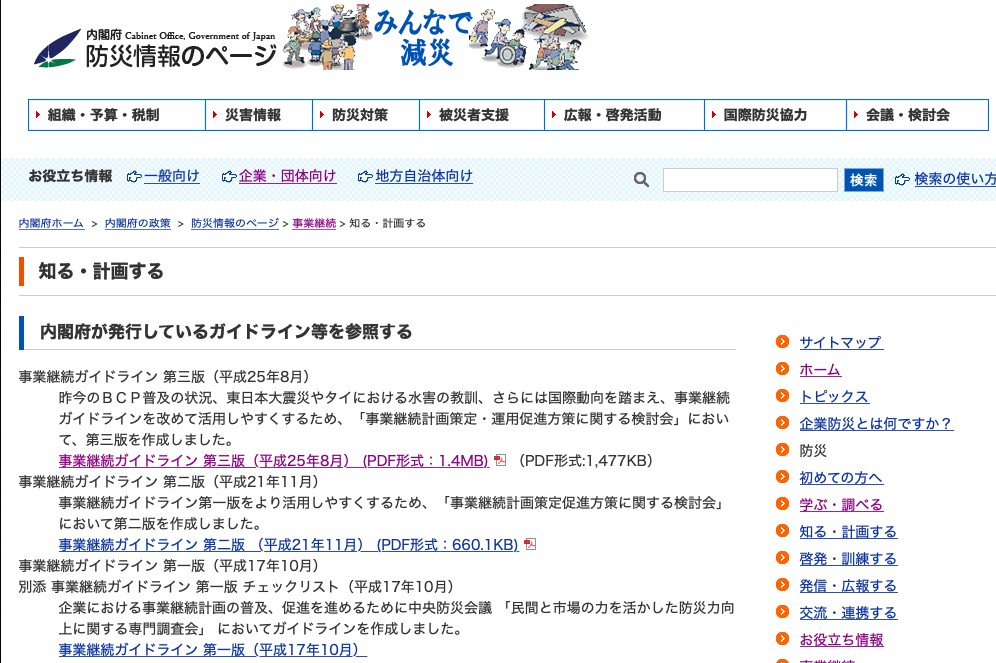 内閣府 Cabinet Office, Government of Japan
防災情報のページ
みんなで
減災
組織・予算・税制
災害情報
防災対策
被災者支援
広報・啓発活動
国際防災協力
会議・検討会
お役立ち情報 一般向け 企業・団体向け 地方自治体向け 検索 検索の使い方
内閣府ホーム > 内閣府の政策 > 防災情報のページ > 事業継続 > 知る・計画する
知る・計画する
内閣府が発行しているガイドライン等を参照する
事業継続ガイドライン 第三版（平成25年8月）
昨今のＢＣＰ普及の状況、東日本大震災やタイにおける水害の教訓、さらには国際動向を踏まえ、事業継続
ガイドラインを改めて活用しやすくするため、「事業継続計画策定・運用促進方策に関する検討会」におい
て、第三版を作成しました。
事業継続ガイドライン 第三版（平成25年8月） (PDF形式：1.4MB) （PDF形式:1,477KB）
事業継続ガイドライン 第二版（平成21年11月）
事業継続ガイドライン第一版をより活用しやすくするため、「事業継続計画策定促進方策に関する検討会」
において第二版を作成しました。
事業継続ガイドライン 第二版 （平成21年11月） (PDF形式：660.1KB)
事業継続ガイドライン 第一版（平成17年10月）
別添 事業継続ガイドライン 第一版 チェックリスト（平成17年10月）
企業における事業継続計画の普及、促進を進めるために中央防災会議 「民間と市場の力を活かした防災力向
上に関する専門調査会」 においてガイドラインを作成しました。
事業継続ガイドライン 第一版（平成17年10月）
サイトマップ
ホーム
トピックス
企業防災とは何ですか？
防災
初めての方へ
学ぶ・調べる
知る・計画する
啓発・訓練する
発信・広報する
交流・連携する
お役立ち情報